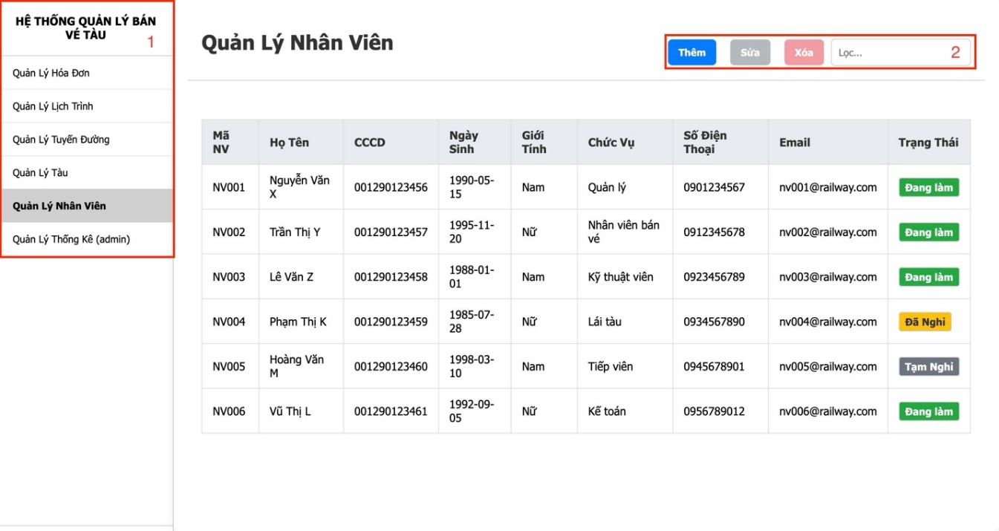 HỆ THỐNG QUẢN LÝ BÁN
VÉ TÀU
1
Quản Lý Hóa Đơn
Quản Lý Lịch Trình
Quản Lý Tuyến Đường
Quản Lý Tàu
Quản Lý Nhân Viên
Quản Lý Thống Kê (admin)
Quản Lý Nhân Viên
Thêm Sửa Xóa Lọc... 2
Mã NV Họ Tên CCCD Ngày Sinh Giới Tính Chức Vụ Số Điện Thoại Email Trạng Thái
NV001 Nguyễn Văn X 001290123456 1990-05-15 Nam Quản lý 0901234567 nv001@railway.com Đang làm
NV002 Trần Thị Y 001290123457 1995-11-20 Nữ Nhân viên bán vé 0912345678 nv002@railway.com Đang làm
NV003 Lê Văn Z 001290123458 1988-01-01 Nam Kỹ thuật viên 0923456789 nv003@railway.com Đang làm
NV004 Phạm Thị K 001290123459 1985-07-28 Nữ Lái tàu 0934567890 nv004@railway.com Đã Nghỉ
NV005 Hoàng Văn M 001290123460 1998-03-10 Nam Tiếp viên 0945678901 nv005@railway.com Tạm Nghỉ
NV006 Vũ Thị L 001290123461 1992-09-05 Nữ Kế toán 0956789012 nv006@railway.com Đang làm